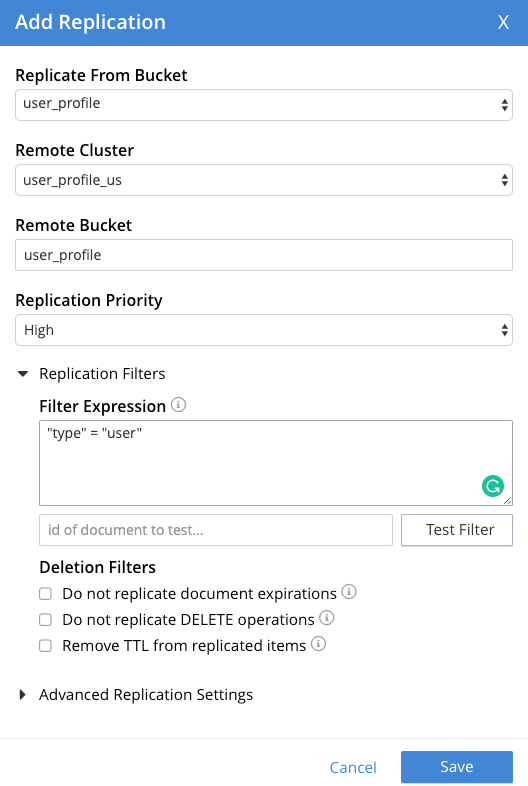 Add Replication X
Replicate From Bucket
user_profile
Remote Cluster
user_profile_us
Remote Bucket
user_profile
Replication Priority
High
Replication Filters
Filter Expression
"type" = "user"
id of document to test...
Test Filter
Deletion Filters
Do not replicate document expirations
Do not replicate DELETE operations
Remove TTL from replicated items
Advanced Replication Settings
Cancel
Save